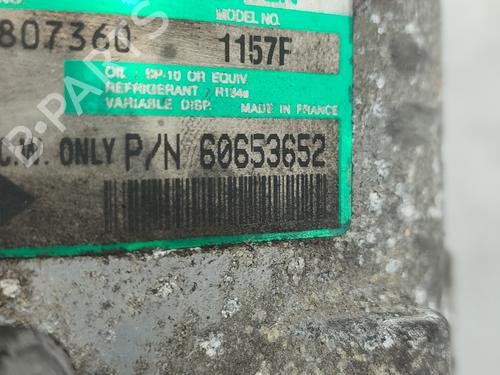 MODEL NO.
807360
1157F
OIL : SP-10 OR EQUIV.
REFRIGERANT : R134a
VARIABLE DISP. MADE IN FRANCE
C.W. ONLY P/N 60653652
B-PARTS